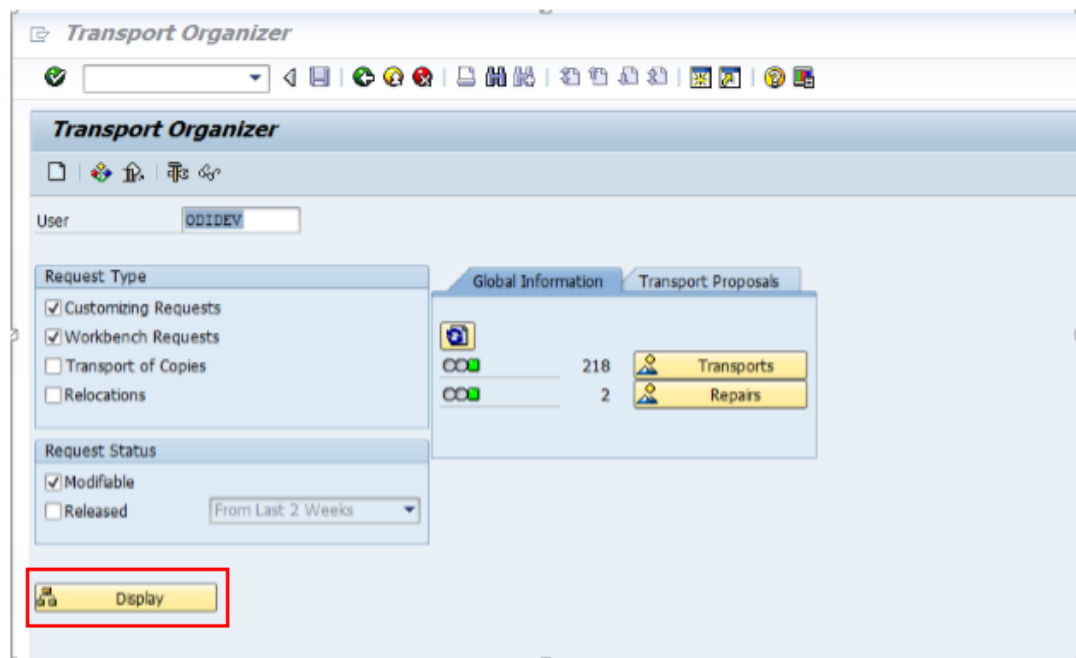 Transport Organizer
Transport Organizer
User ODIDEV
Request Type
Customizing Requests
Workbench Requests
Transport of Copies
Relocations
Request Status
Modifiable
Released From Last 2 Weeks
Display
Global Information Transport Proposals
218 Transports
2 Repairs